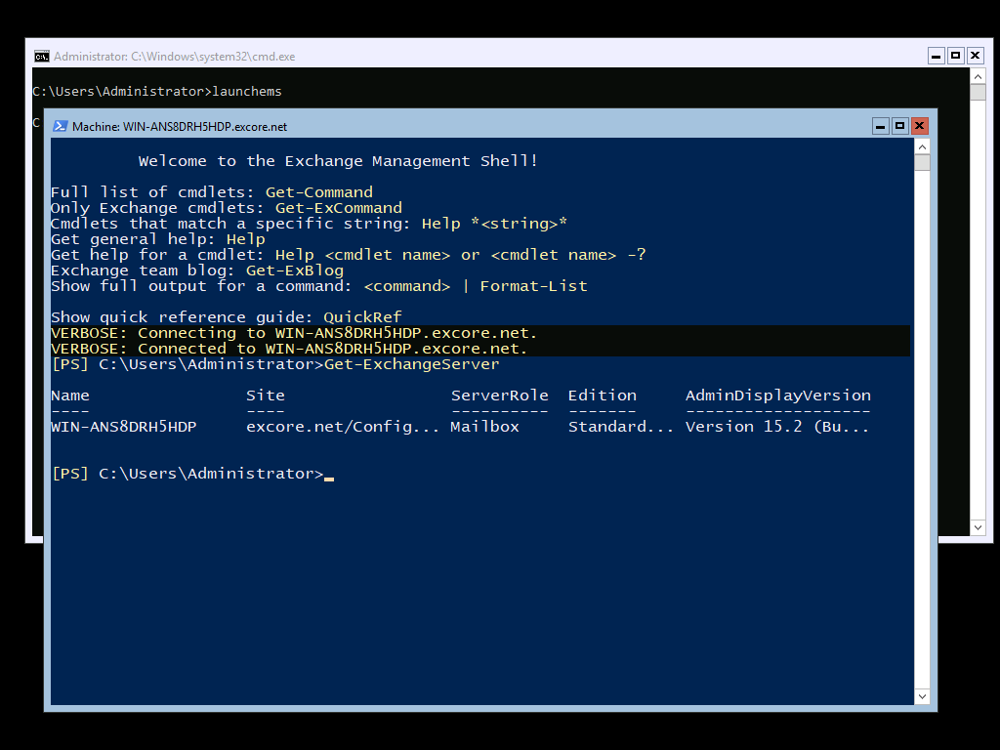 Administrator: C:\Windows\system32\cmd.exe
C:\Users\Administrator>launchems
C
Machine: WIN-ANS8DRH5HDP.excore.net
Welcome to the Exchange Management Shell!
Full list of cmdlets: Get-Command
Only Exchange cmdlets: Get-ExCommand
Cmdlets that match a specific string: Help *<string>*
Get general help: Help
Get help for a cmdlet: Help <cmdlet name> or <cmdlet name> -?
Exchange team blog: Get-ExBlog
Show full output for a command: <command> | Format-List
Show quick reference guide: QuickRef
VERBOSE: Connecting to WIN-ANS8DRH5HDP.excore.net.
VERBOSE: Connected to WIN-ANS8DRH5HDP.excore.net.
[PS] C:\Users\Administrator>Get-ExchangeServer
Name Site ServerRole Edition AdminDisplayVersion
---- ---- ---------- ------- -------------------
WIN-ANS8DRH5HDP excore.net/Config... Mailbox Standard... Version 15.2 (Bu...
[PS] C:\Users\Administrator>